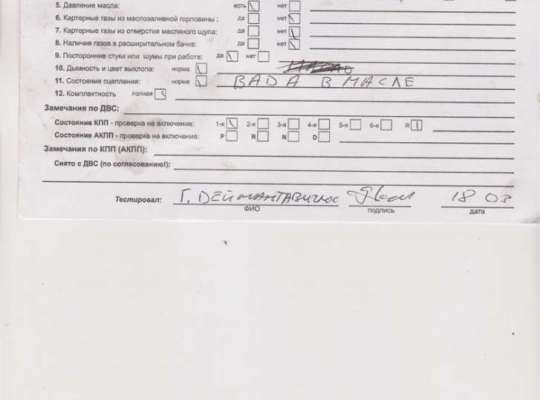 5. Давление масла: есть нет
6. Картерные газы из маслозаливной горловины : да нет
7. Картерные газы из отверстия масляного щупа: да нет
8. Наличие газов в расширительном бачке: да нет
9. Посторонние стуки или шумы при работе: да нет
10. Дымность и цвет выхлопа: норма
11. Состояние сцепления: норма ВАДА В МАСЛЕ
12. Комплектность полная
Замечания по ДВС:
Состояние КПП - проверка на включение: 1-я 2-я 3-я 4-я 5-я 6-я R
Состояние АКПП - проверка на включение: P R N D
Замечания по КПП (АКПП):
Снято с ДВС (по согласованию!):
Тестировал: Г. ДЕЙМАНТАВИЧЮС 18 03
ФИО подпись дата